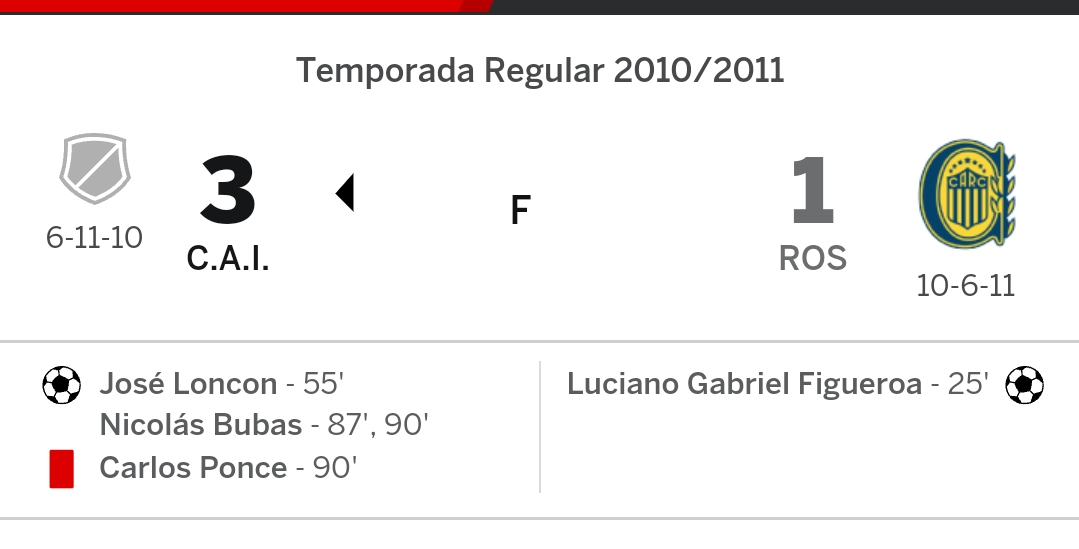 Temporada Regular 2010/2011
6-11-10
3
C.A.I.
F
1
ROS
CARC
10-6-11
José Loncon - 55'
Nicolás Bubas - 87', 90'
Carlos Ponce - 90'
Luciano Gabriel Figueroa - 25'